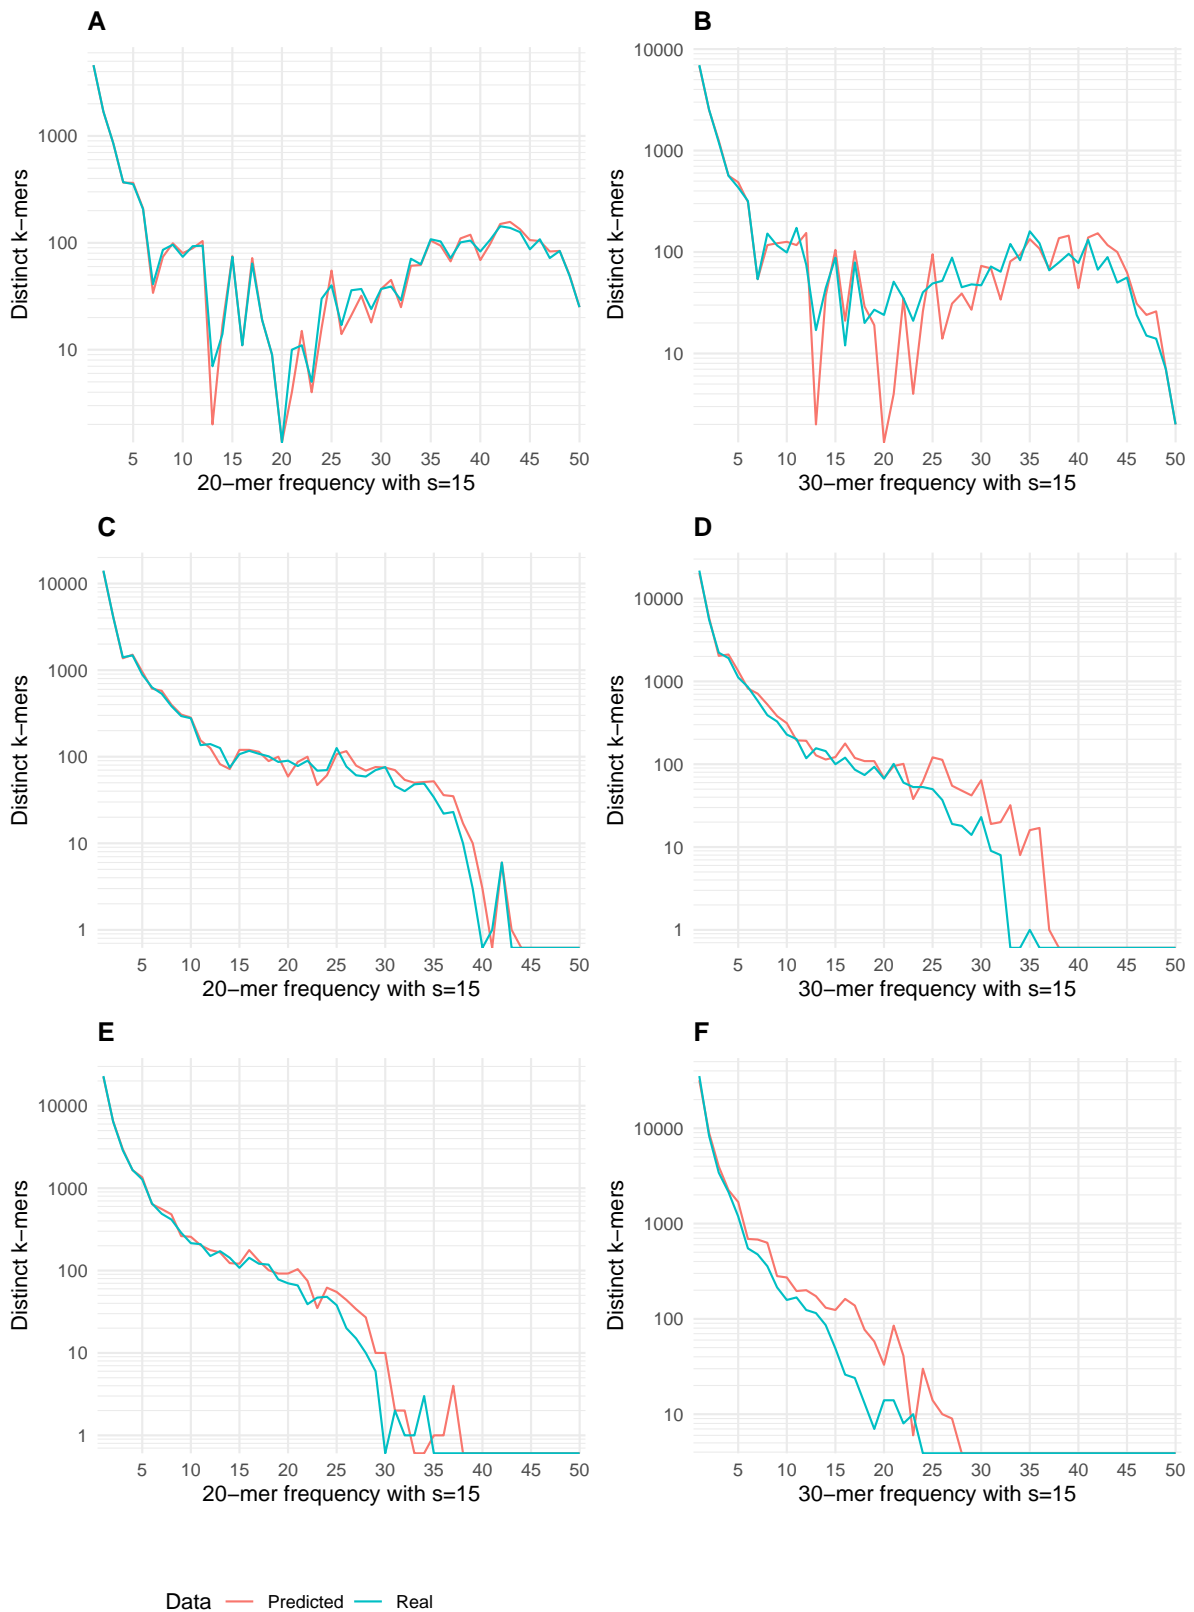 A
Distinct k−mers
1000
100
10
5 10 15 20 25 30 35 40 45 50
20−mer frequency with s=15
B
Distinct k−mers
10000
1000
100
10
5 10 15 20 25 30 35 40 45 50
30−mer frequency with s=15
C
Distinct k−mers
10000
1000
100
10
1
5 10 15 20 25 30 35 40 45 50
20−mer frequency with s=15
D
Distinct k−mers
10000
1000
100
10
1
5 10 15 20 25 30 35 40 45 50
30−mer frequency with s=15
E
Distinct k−mers
10000
1000
100
10
1
5 10 15 20 25 30 35 40 45 50
20−mer frequency with s=15
F
Distinct k−mers
10000
1000
100
10
5 10 15 20 25 30 35 40 45 50
30−mer frequency with s=15
Data Predicted Real